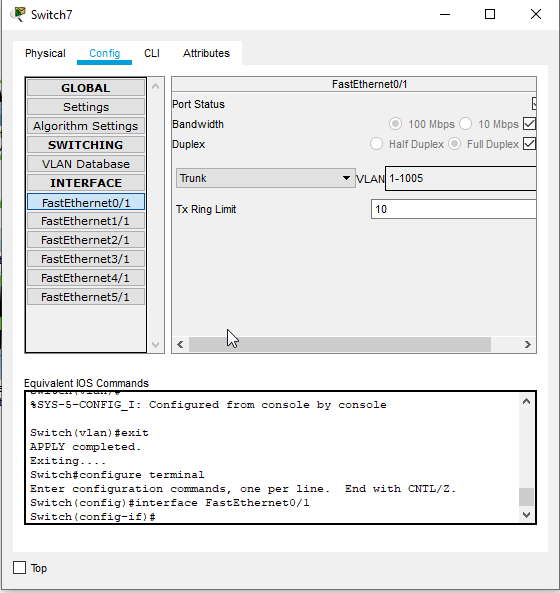 Switch7
Physical Config CLI Attributes
GLOBAL
Settings
Algorithm Settings
SWITCHING
VLAN Database
INTERFACE
FastEthernet0/1
FastEthernet1/1
FastEthernet2/1
FastEthernet3/1
FastEthernet4/1
FastEthernet5/1
FastEthernet0/1
Port Status
Bandwidth 100 Mbps 10 Mbps
Duplex Half Duplex Full Duplex
Trunk VLAN 1-1005
Tx Ring Limit 10
Equivalent IOS Commands
Switch(vlan)#
%SYS-5-CONFIG_I: Configured from console by console
Switch(vlan)#exit
APPLY completed.
Exiting....
Switch#configure terminal
Enter configuration commands, one per line. End with CNTL/Z.
Switch(config)#interface FastEthernet0/1
Switch(config-if)#
Top